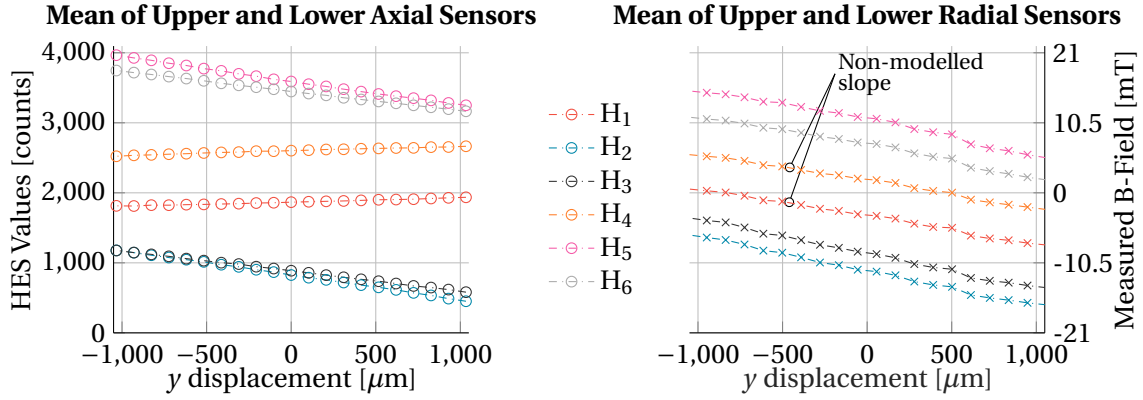 Mean of Upper and Lower Axial Sensors
HES Values [counts]
4,000
3,000
2,000
1,000
0
−1,000 −500 0 500 1,000
y displacement [μm]
H1
H2
H3
H4
H5
H6
Mean of Upper and Lower Radial Sensors
Non-modelled
slope
21
10.5
0
-10.5
-21
Measured B-Field [mT]
−1,000 −500 0 500 1,000
y displacement [μm]